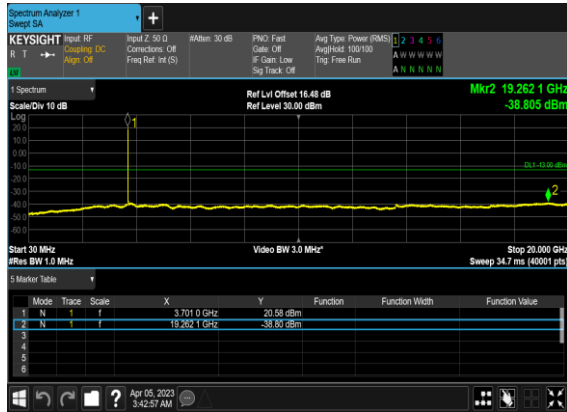 Spectrum Analyzer 1
Swept SA
KEYSIGHT Input: RF Input Z: 50 Ω #Atten: 30 dB PNO: Fast Avg Type: Power (RMS) 1 2 3 4 5 6
R T Coupling: DC Corrections: Off Gate: Off Avg|Hold: 100/100 A W W W W W
Align: Off Freq Ref: Int (S) IF Gain: Low Trig: Free Run
Sig Track: Off A N N N N N
1 Spectrum Ref Lvl Offset 16.48 dB Mkr2 19.262 1 GHz
Scale/Div 10 dB Ref Level 30.00 dBm -38.805 dBm
Log
1
20.0
10.0
0.00
-10.0
DL1 -13.00 dBm
-20.0
-30.0
2
-40.0
-50.0
-60.0
Start 30 MHz Video BW 3.0 MHz* Stop 20.000 GHz
#Res BW 1.0 MHz Sweep 34.7 ms (40001 pts)
5 Marker Table
Mode Trace Scale X Y Function Function Width Function Value
1 N 1 f 3.701 0 GHz 20.58 dBm
2 N 1 f 19.262 1 GHz -38.80 dBm
3
4
5
6
? Apr 05, 2023
3:42:57 AM